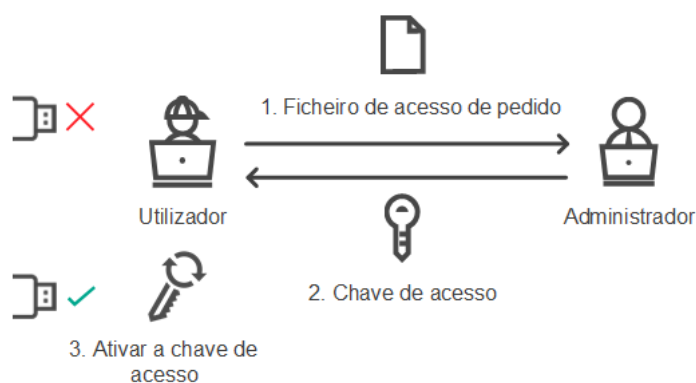 1. Ficheiro de acesso de pedido
Utilizador
Administrador
2. Chave de acesso
3. Ativar a chave de
acesso